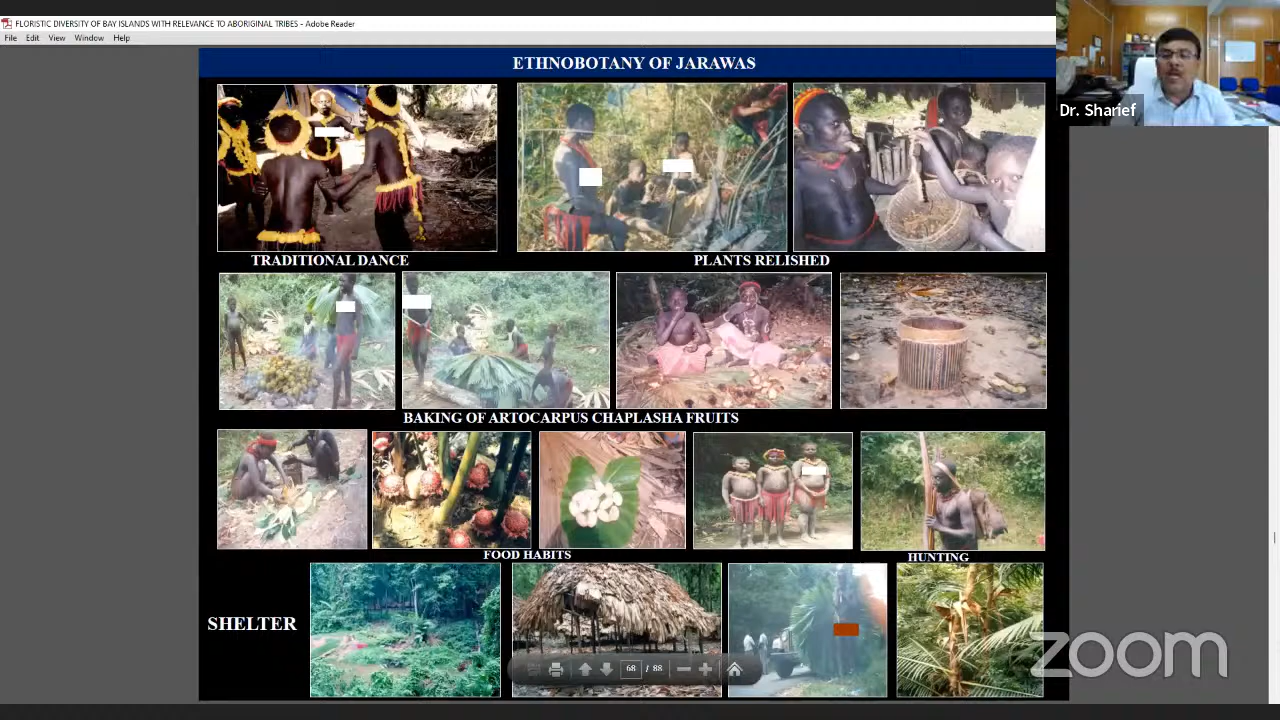 FLORISTIC DIVERSITY OF BAY ISLANDS WITH RELEVANCE TO ABORIGINAL TRIBES - Adobe Reader
File Edit View Window Help
ETHNOBOTANY OF JARAWAS
Dr. Sharief
TRADITIONAL DANCE
PLANTS RELISHED
BAKING OF ARTOCARPUS CHAPLASHA FRUITS
FOOD HABITS
HUNTING
SHELTER
68 / 88
zoom